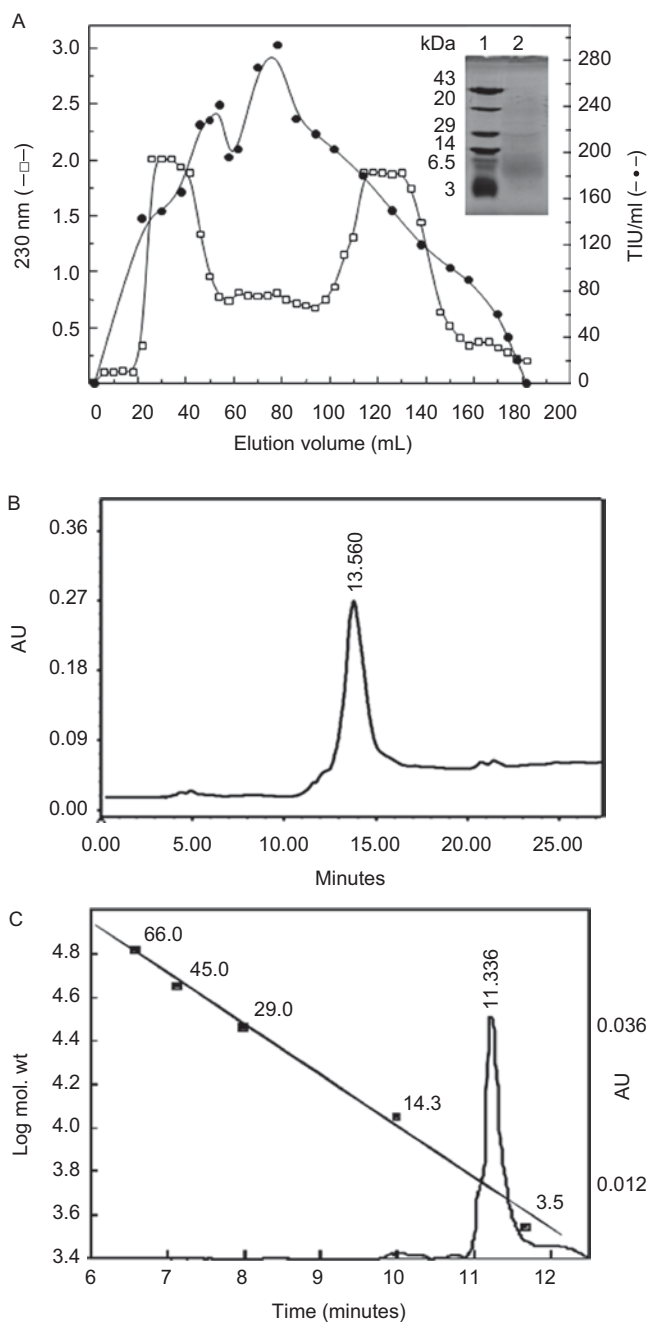 A
kDa 1 2
43
20
29
14
6.5
3
3.0
2.5
2.0
1.5
1.0
0.5
230 nm (–□–)
280
240
200
160
120
80
40
0
TIU/ml (–•–)
0 20 40 60 80 100 120 140 160 180 200
Elution volume (mL)
B
0.36
0.27
0.18
0.09
0.00
AU
13.560
0.00 5.00 10.00 15.00 20.00 25.00
Minutes
C
4.8
4.6
4.4
4.2
4.0
3.8
3.6
3.4
Log mol. wt
66.0
45.0
29.0
14.3
3.5
11.336
0.036
0.012
AU
6 7 8 9 10 11 12
Time (minutes)